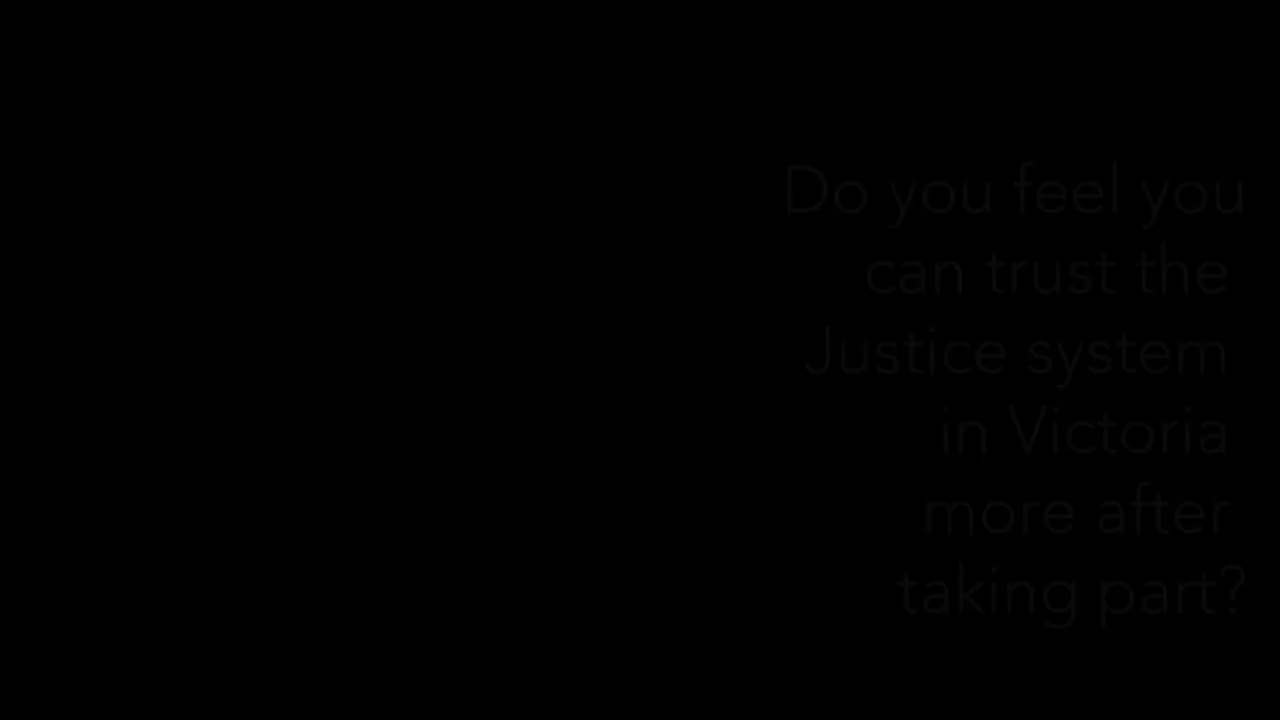 Do you feel you
can trust the
Justice system
in Victoria
more after
taking part?